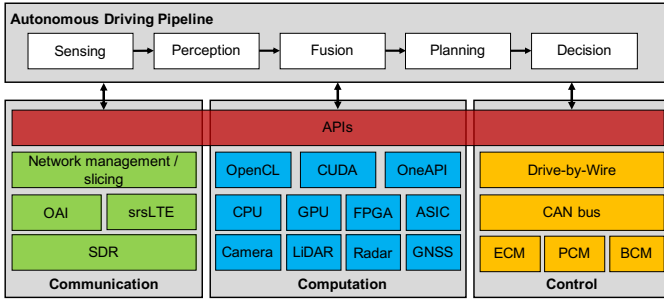 Autonomous Driving Pipeline
Sensing
Perception
Fusion
Planning
Decision
APIs
Network management /
slicing
OAI
srsLTE
SDR
Communication
OpenCL
CUDA
OneAPI
CPU
GPU
FPGA
ASIC
Camera
LiDAR
Radar
GNSS
Computation
Drive-by-Wire
CAN bus
ECM
PCM
BCM
Control